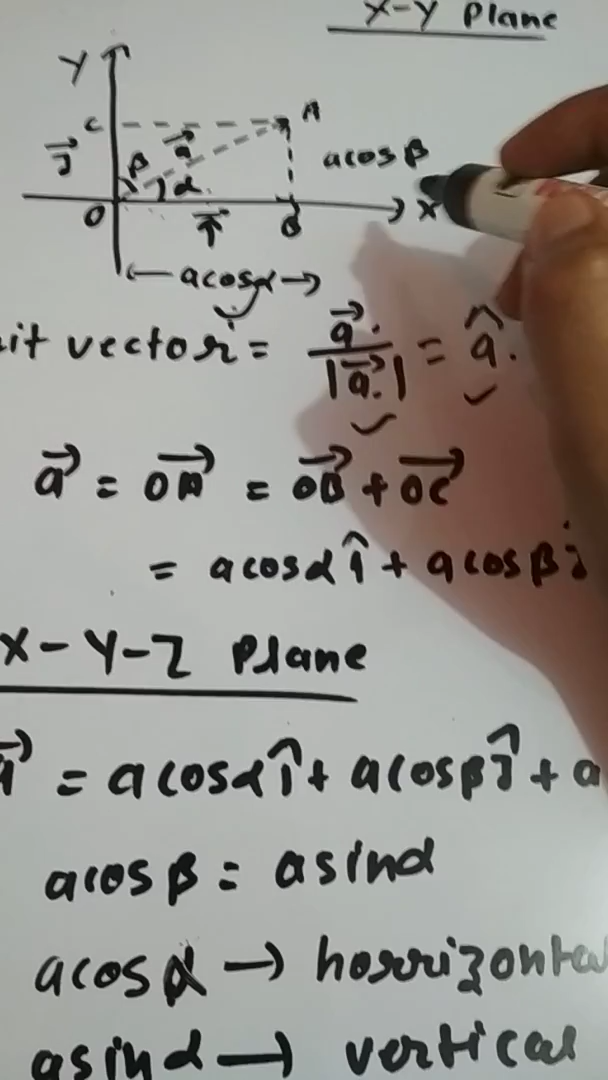 X-Y Plane
Y
C
A
a⃗
J⃗
β
α
a cos β
O
i⃗
B
X
← a cos α →
it vector = a⃗ / |a⃗| = â.
a⃗ = OA⃗ = OB⃗ + OC⃗
= a cos α î + a cos β j
X-Y-Z Plane
a⃗ = a cos α î + a cos β ĵ + a
a cos β = a sin α
a cos α → horrizontal
a sin α → vertical